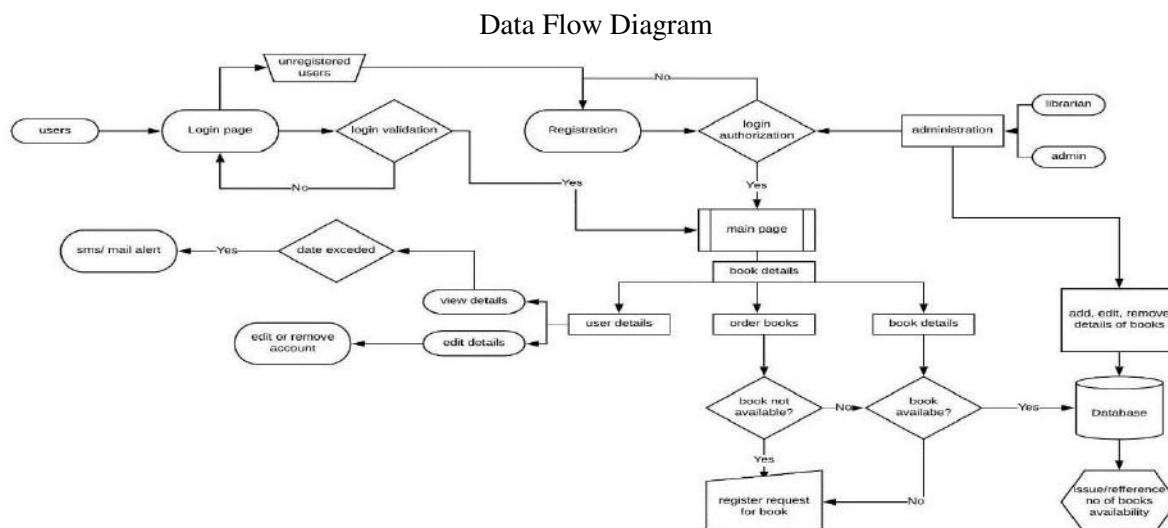 Data Flow Diagram
unregistered
users
No
users
Login page
login validation
Registration
login
authorization
administration
librarian
admin
No
Yes
Yes
main page
sms/ mail alert
Yes
date exceded
book details
view details
user details
order books
book details
add, edit, remove
details of books
edit or remove
account
edit details
book not
available?
No
book
availabe?
Yes
Database
Yes
No
register request
for book
issue/refference
no of books
availability